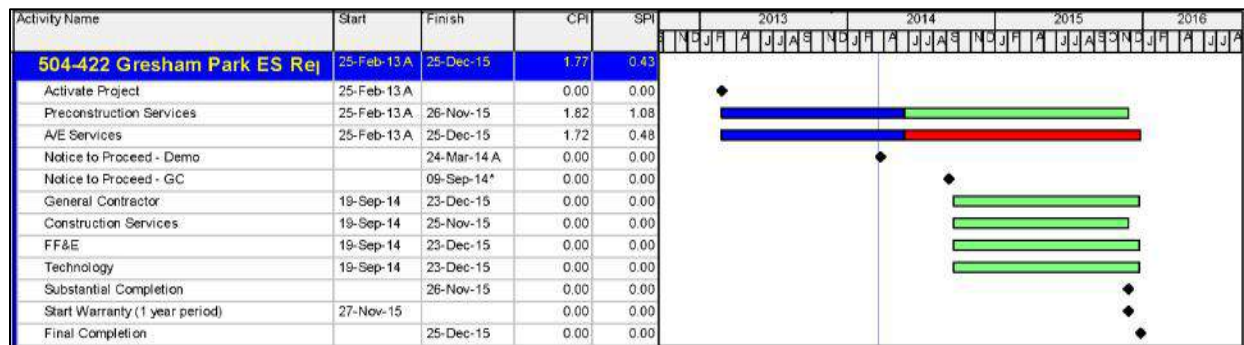 Activity Name Start Finish CPI SPI 2013 2014 2015 2016
N D J F A J J A S N D J F A J J A S N D J F A J J A S O N D J F A J J A
504-422 Gresham Park ES Re 25-Feb-13 A 25-Dec-15 1.77 0.43
Activate Project 25-Feb-13 A 0.00 0.00
Preconstruction Services 25-Feb-13 A 26-Nov-15 1.82 1.08
A/E Services 25-Feb-13 A 25-Dec-15 1.72 0.48
Notice to Proceed - Demo 24-Mar-14 A 0.00 0.00
Notice to Proceed - GC 09-Sep-14* 0.00 0.00
General Contractor 19-Sep-14 23-Dec-15 0.00 0.00
Construction Services 19-Sep-14 25-Nov-15 0.00 0.00
FF&E 19-Sep-14 23-Dec-15 0.00 0.00
Technology 19-Sep-14 23-Dec-15 0.00 0.00
Substantial Completion 26-Nov-15 0.00 0.00
Start Warranty (1 year period) 27-Nov-15 0.00 0.00
Final Completion 25-Dec-15 0.00 0.00